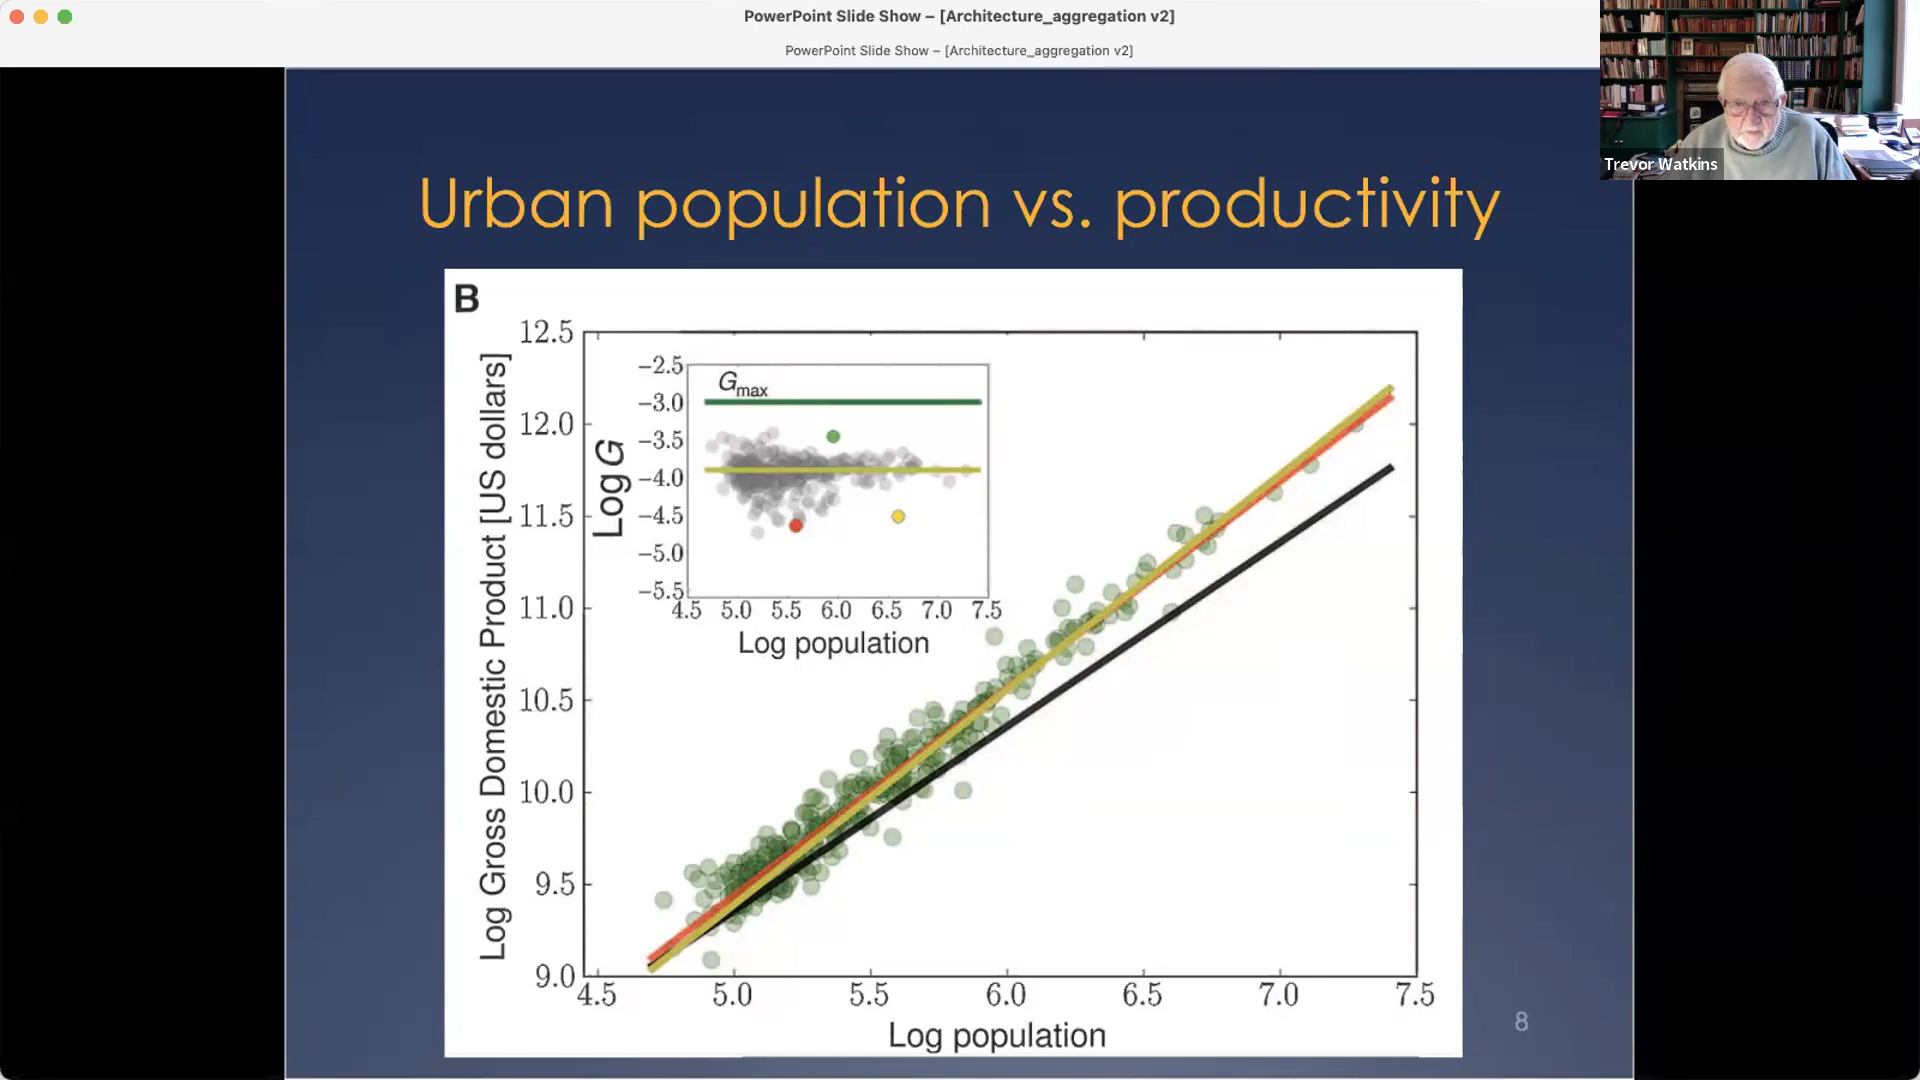 PowerPoint Slide Show – [Architecture_aggregation v2]
PowerPoint Slide Show – [Architecture_aggregation v2]
Trevor Watkins
Urban population vs. productivity
B
Log Gross Domestic Product [US dollars]
12.5
12.0
11.5
11.0
10.5
10.0
9.5
9.0
4.5 5.0 5.5 6.0 6.5 7.0 7.5
Log population
Log G
−2.5
−3.0
−3.5
−4.0
−4.5
−5.0
−5.5
Gmax
4.5 5.0 5.5 6.0 6.5 7.0 7.5
Log population
8